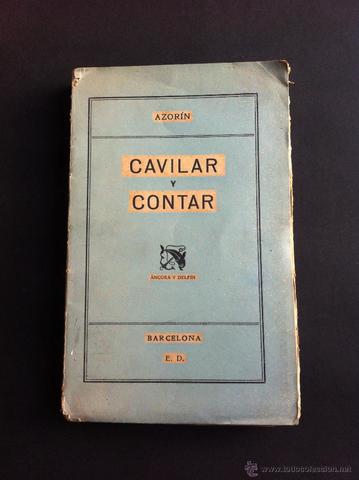 AZORÍN
CAVILAR
Y
CONTAR
ÁNCORA Y DELFÍN
BARCELONA
E. D.
© www.todocoleccion.net